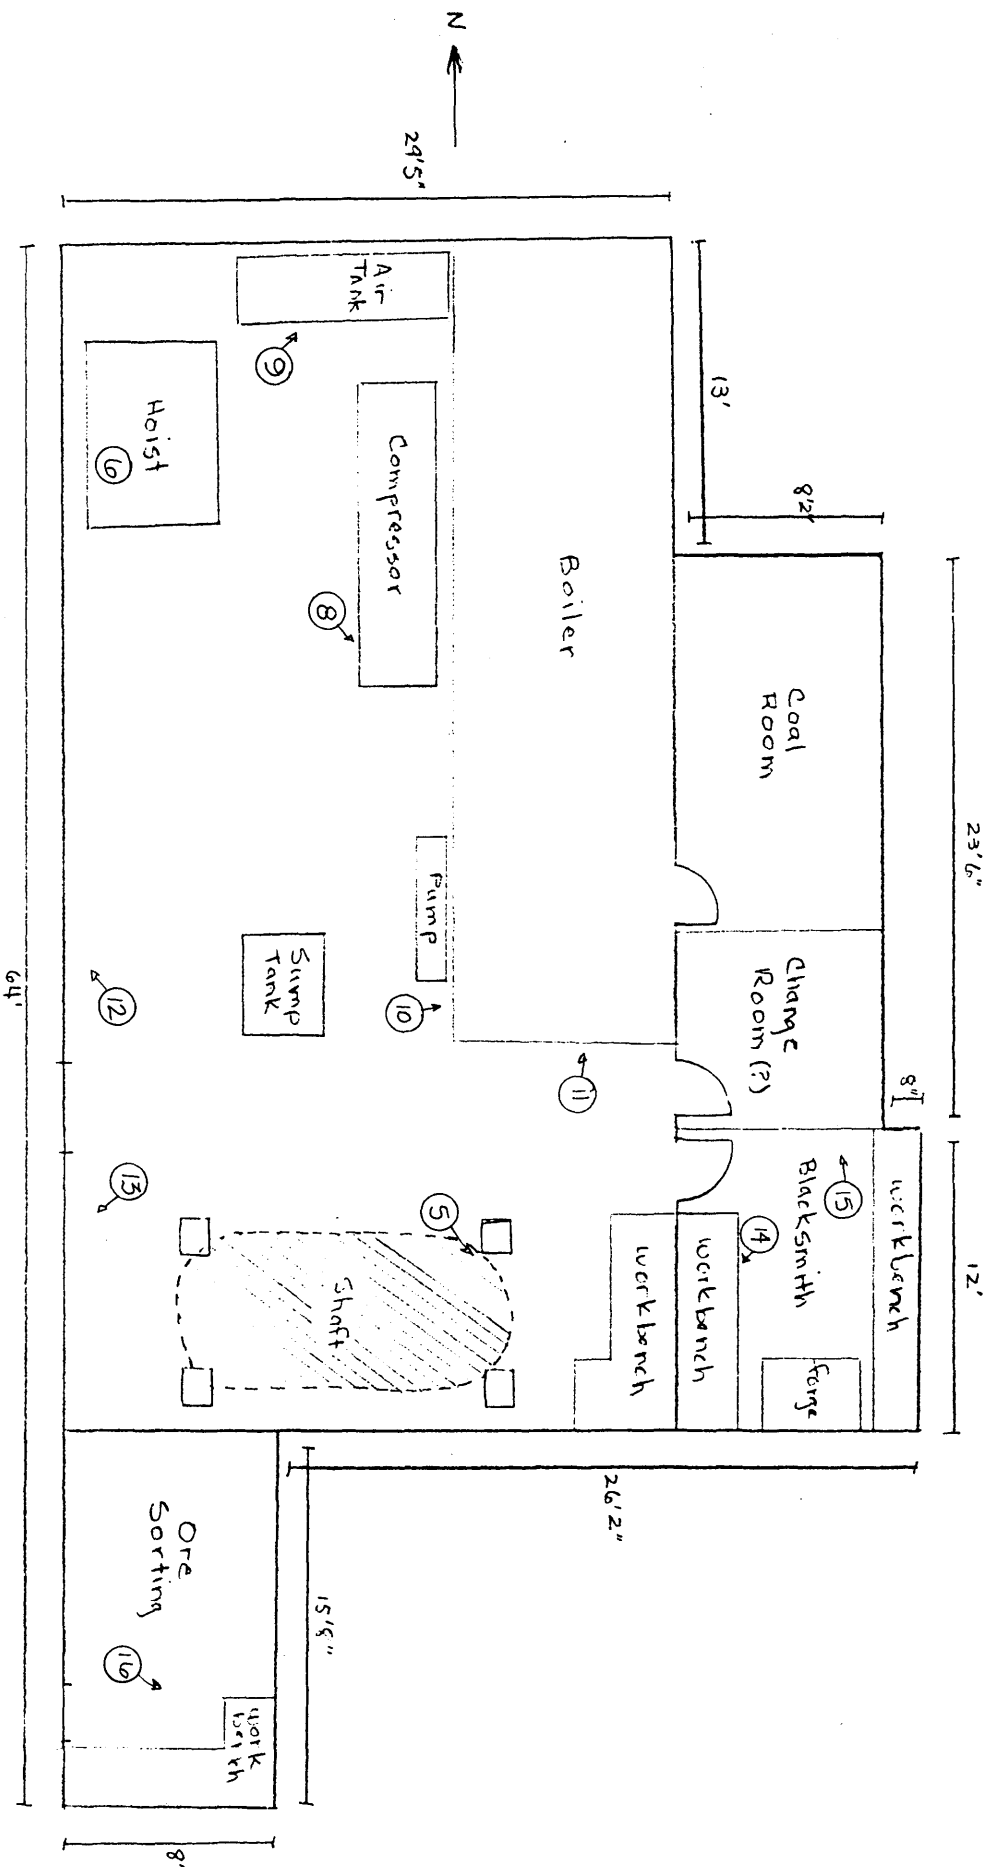 N
29'5"
13'
8'2"
23'6"
8"
12'
26'2"
15'8"
8'
64'
Air
Tank
9
Hoist
6
Compressor
8
Boiler
Coal
Room
Pump
Sump
Tank
10
12
Change
Room (?)
11
13
5
Shaft
15
Blacksmith
14
workbench
workbench
workbench
forge
Ore
Sorting
16
work
bench